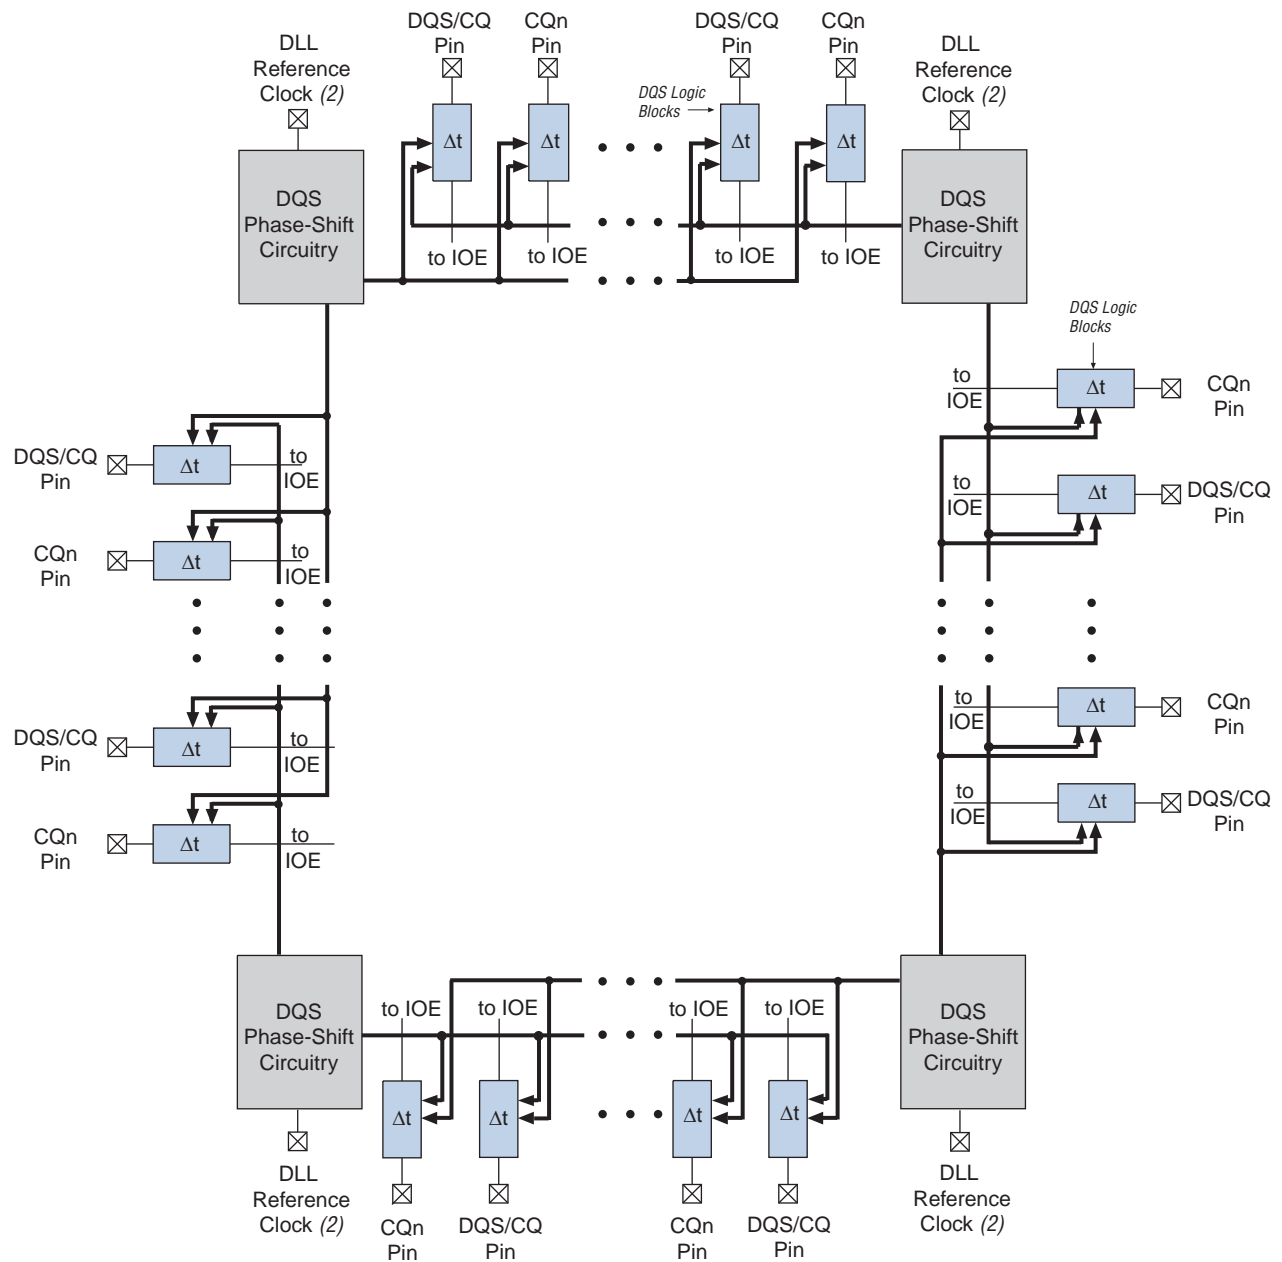 DLL
Reference
Clock (2)
DQS/CQ
Pin
CQn
Pin
DQS/CQ
Pin
CQn
Pin
DLL
Reference
Clock (2)
DQS Logic
Blocks
Δt
Δt
Δt
Δt
DQS
Phase-Shift
Circuitry
DQS
Phase-Shift
Circuitry
to IOE
to IOE
to IOE
to IOE
DQS Logic
Blocks
to
IOE
Δt
CQn
Pin
DQS/CQ
Pin
Δt
to
IOE
to
IOE
Δt
DQS/CQ
Pin
CQn
Pin
Δt
to
IOE
to
IOE
Δt
CQn
Pin
DQS/CQ
Pin
Δt
to
IOE
to
IOE
Δt
DQS/CQ
Pin
CQn
Pin
Δt
to
IOE
DQS
Phase-Shift
Circuitry
to IOE
to IOE
to IOE
to IOE
DQS
Phase-Shift
Circuitry
Δt
Δt
Δt
Δt
DLL
Reference
Clock (2)
CQn
Pin
DQS/CQ
Pin
CQn
Pin
DQS/CQ
Pin
DLL
Reference
Clock (2)